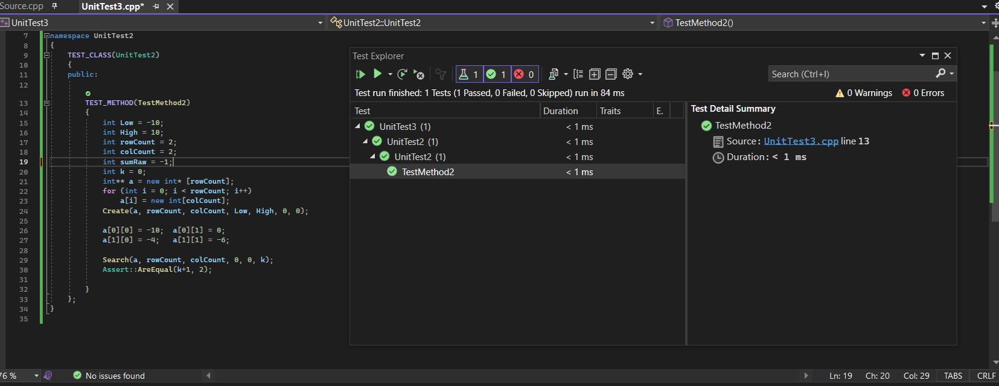 Source.cpp UnitTest3.cpp*
UnitTest3 UnitTest2::UnitTest2 TestMethod2()
7 namespace UnitTest2
8 {
9 TEST_CLASS(UnitTest2)
10 {
11 public:
12
13 TEST_METHOD(TestMethod2)
14 {
15 int Low = -10;
16 int High = 10;
17 int rowCount = 2;
18 int colCount = 2;
19 int sumRaw = -1;
20 int k = 0;
21 int** a = new int* [rowCount];
22 for (int i = 0; i < rowCount; i++)
23 a[i] = new int[colCount];
24 Create(a, rowCount, colCount, Low, High, 0, 0);
25
26 a[0][0] = -10; a[0][1] = 0;
27 a[1][0] = -4; a[1][1] = -6;
28
29 Search(a, rowCount, colCount, 0, 0, k);
30 Assert::AreEqual(k+1, 2);
31
32 }
33 };
34 }
35
Test Explorer
1 1 0 Search (Ctrl+I)
Test run finished: 1 Tests (1 Passed, 0 Failed, 0 Skipped) run in 84 ms 0 Warnings 0 Errors
Test Duration Traits E.
UnitTest3 (1) < 1 ms
UnitTest2 (1) < 1 ms
UnitTest2 (1) < 1 ms
TestMethod2 < 1 ms
Test Detail Summary
TestMethod2
Source: UnitTest3.cpp line 13
Duration: < 1 ms
76 % No issues found Ln: 19 Ch: 20 Col: 29 TABS CRLF